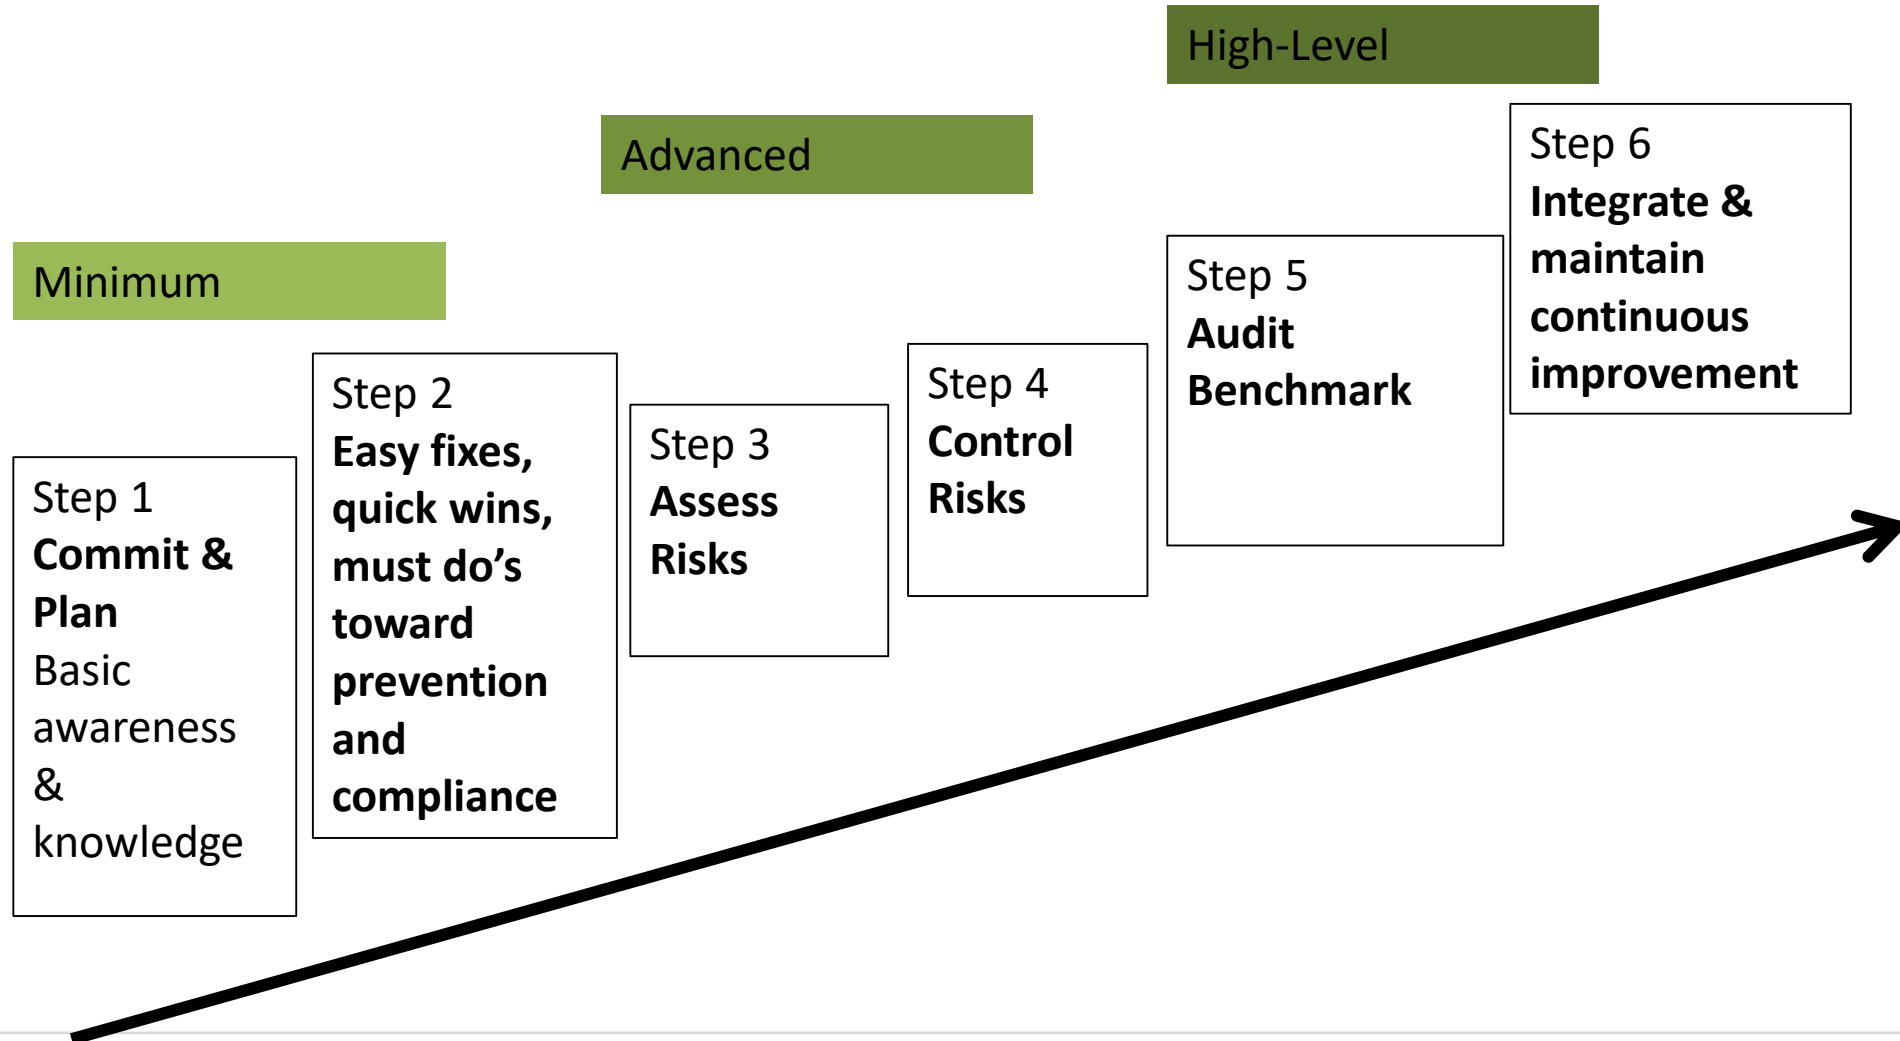 Minimum
Step 1
Commit &
Plan
Basic
awareness
&
knowledge
Step 2
Easy fixes,
quick wins,
must do’s
toward
prevention
and
compliance
Advanced
Step 3
Assess
Risks
Step 4
Control
Risks
High-Level
Step 5
Audit
Benchmark
Step 6
Integrate &
maintain
continuous
improvement